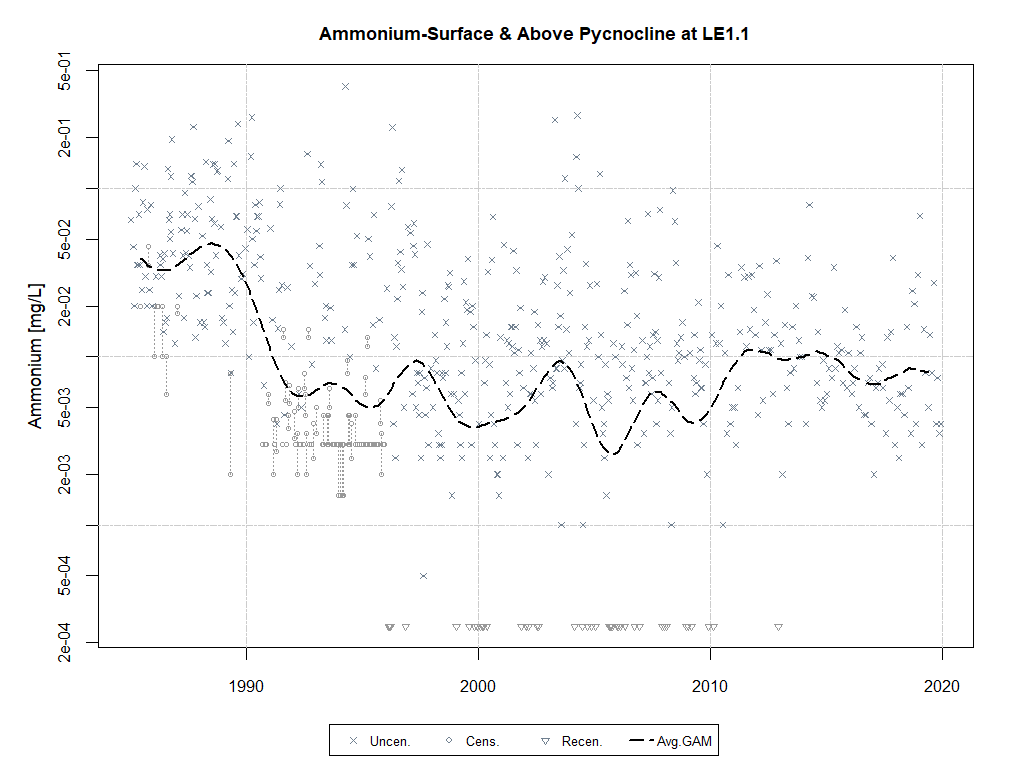 Ammonium-Surface & Above Pycnocline at LE1.1
Ammonium [mg/L]
5e-01
2e-01
5e-02
2e-02
5e-03
2e-03
5e-04
2e-04
1990 2000 2010 2020
Uncen. Cens. Recen. Avg.GAM